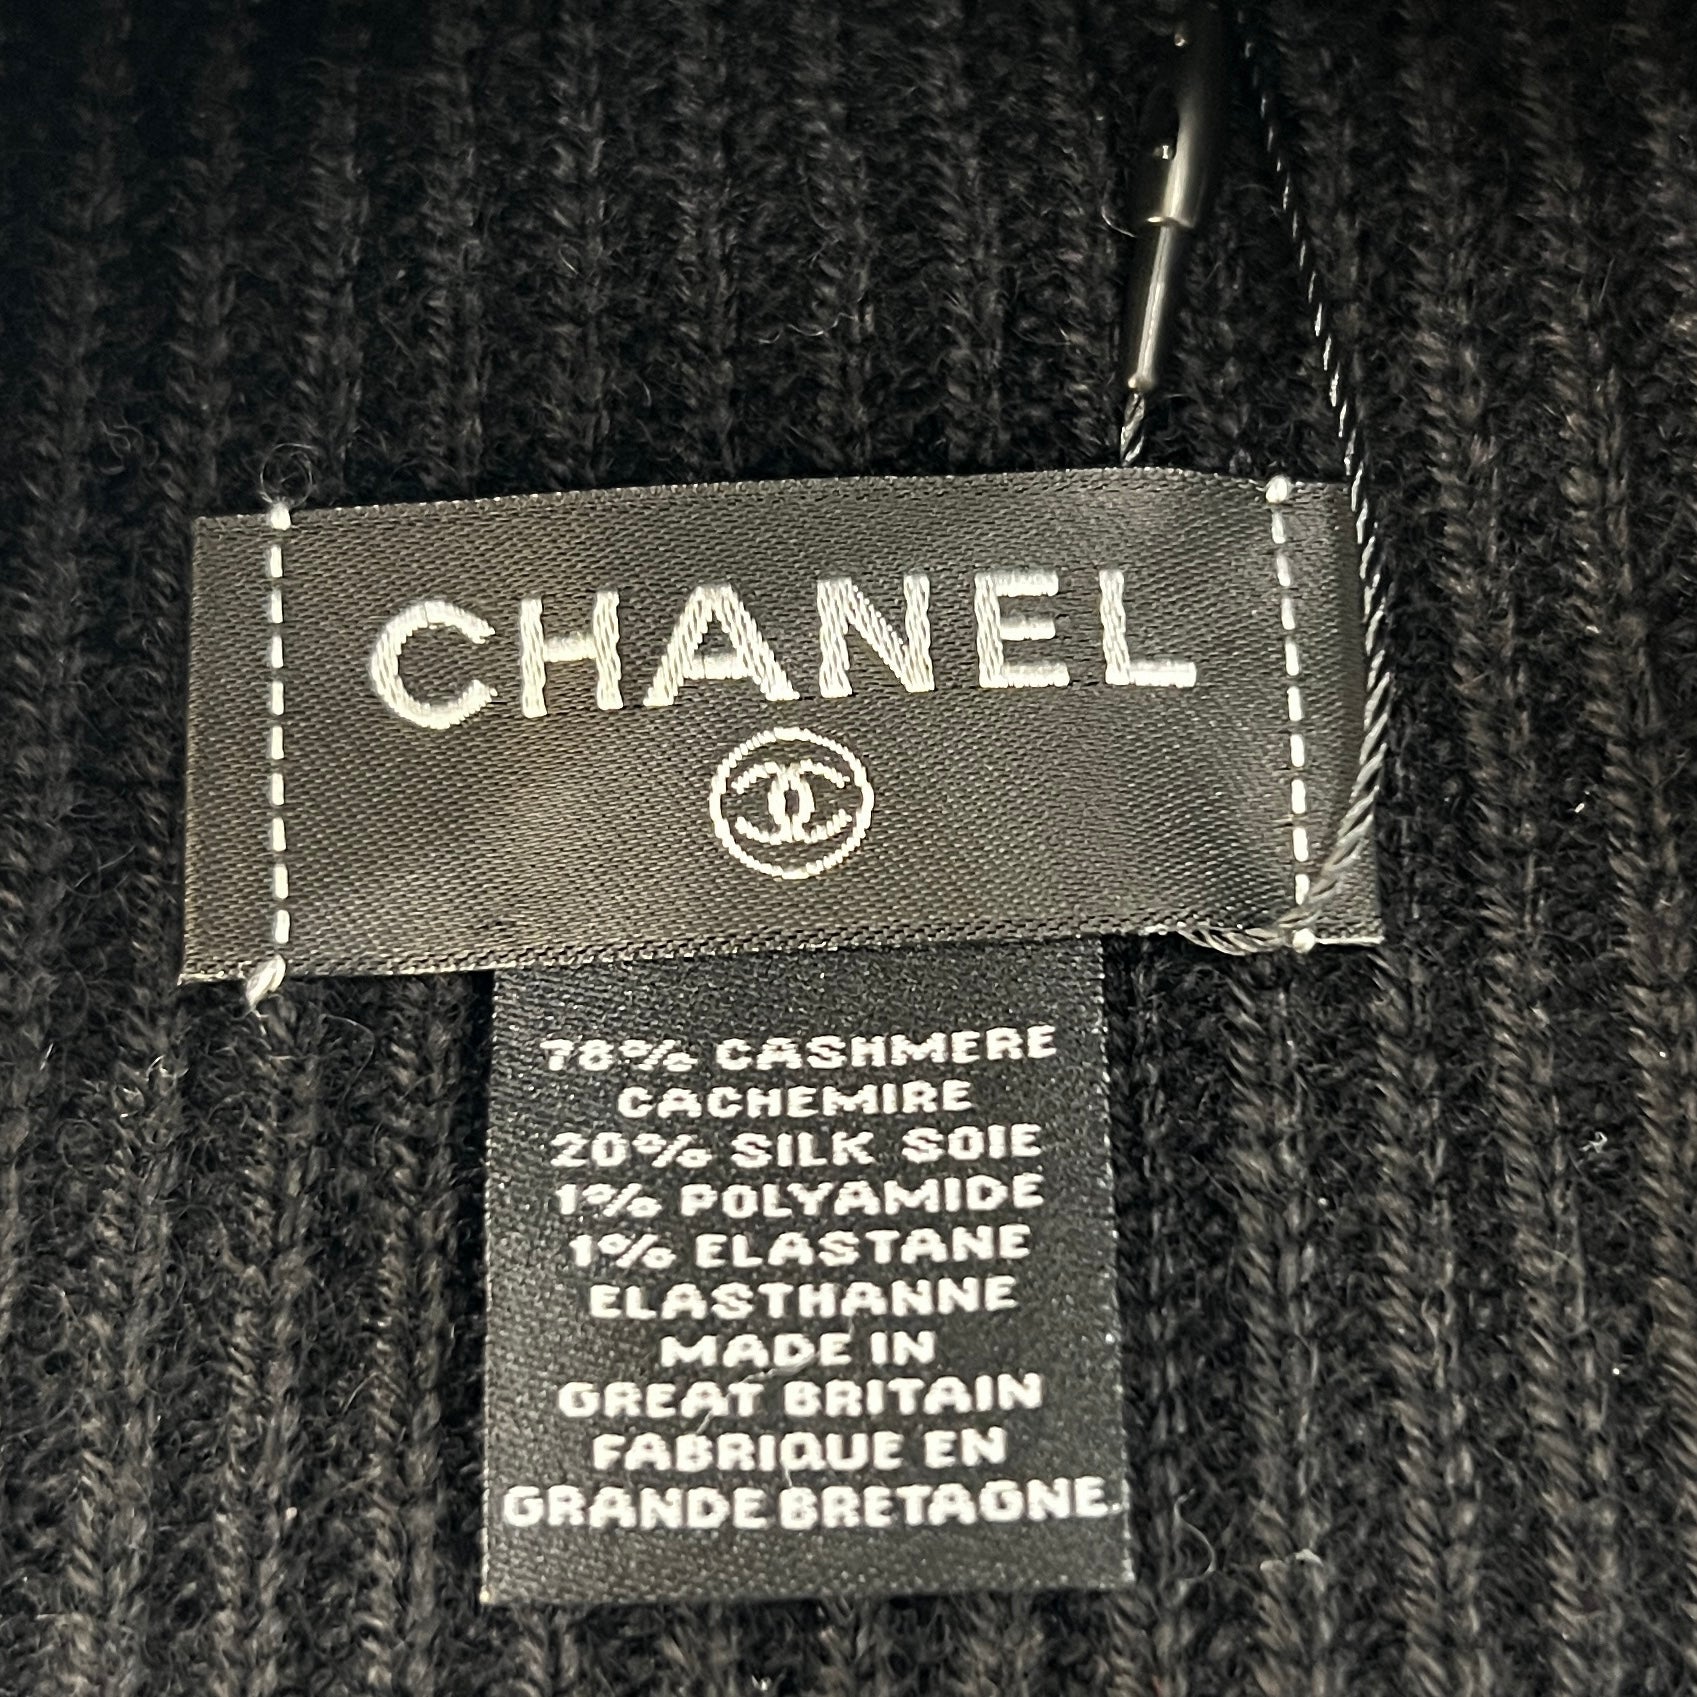 CHANEL
78% CASHMERE
CACHEMIRE
20% SILK SOIE
1% POLYAMIDE
1% ELASTANE
ELASTHANNE
MADE IN
GREAT BRITAIN
FABRIQUE EN
GRANDE BRETAGNE